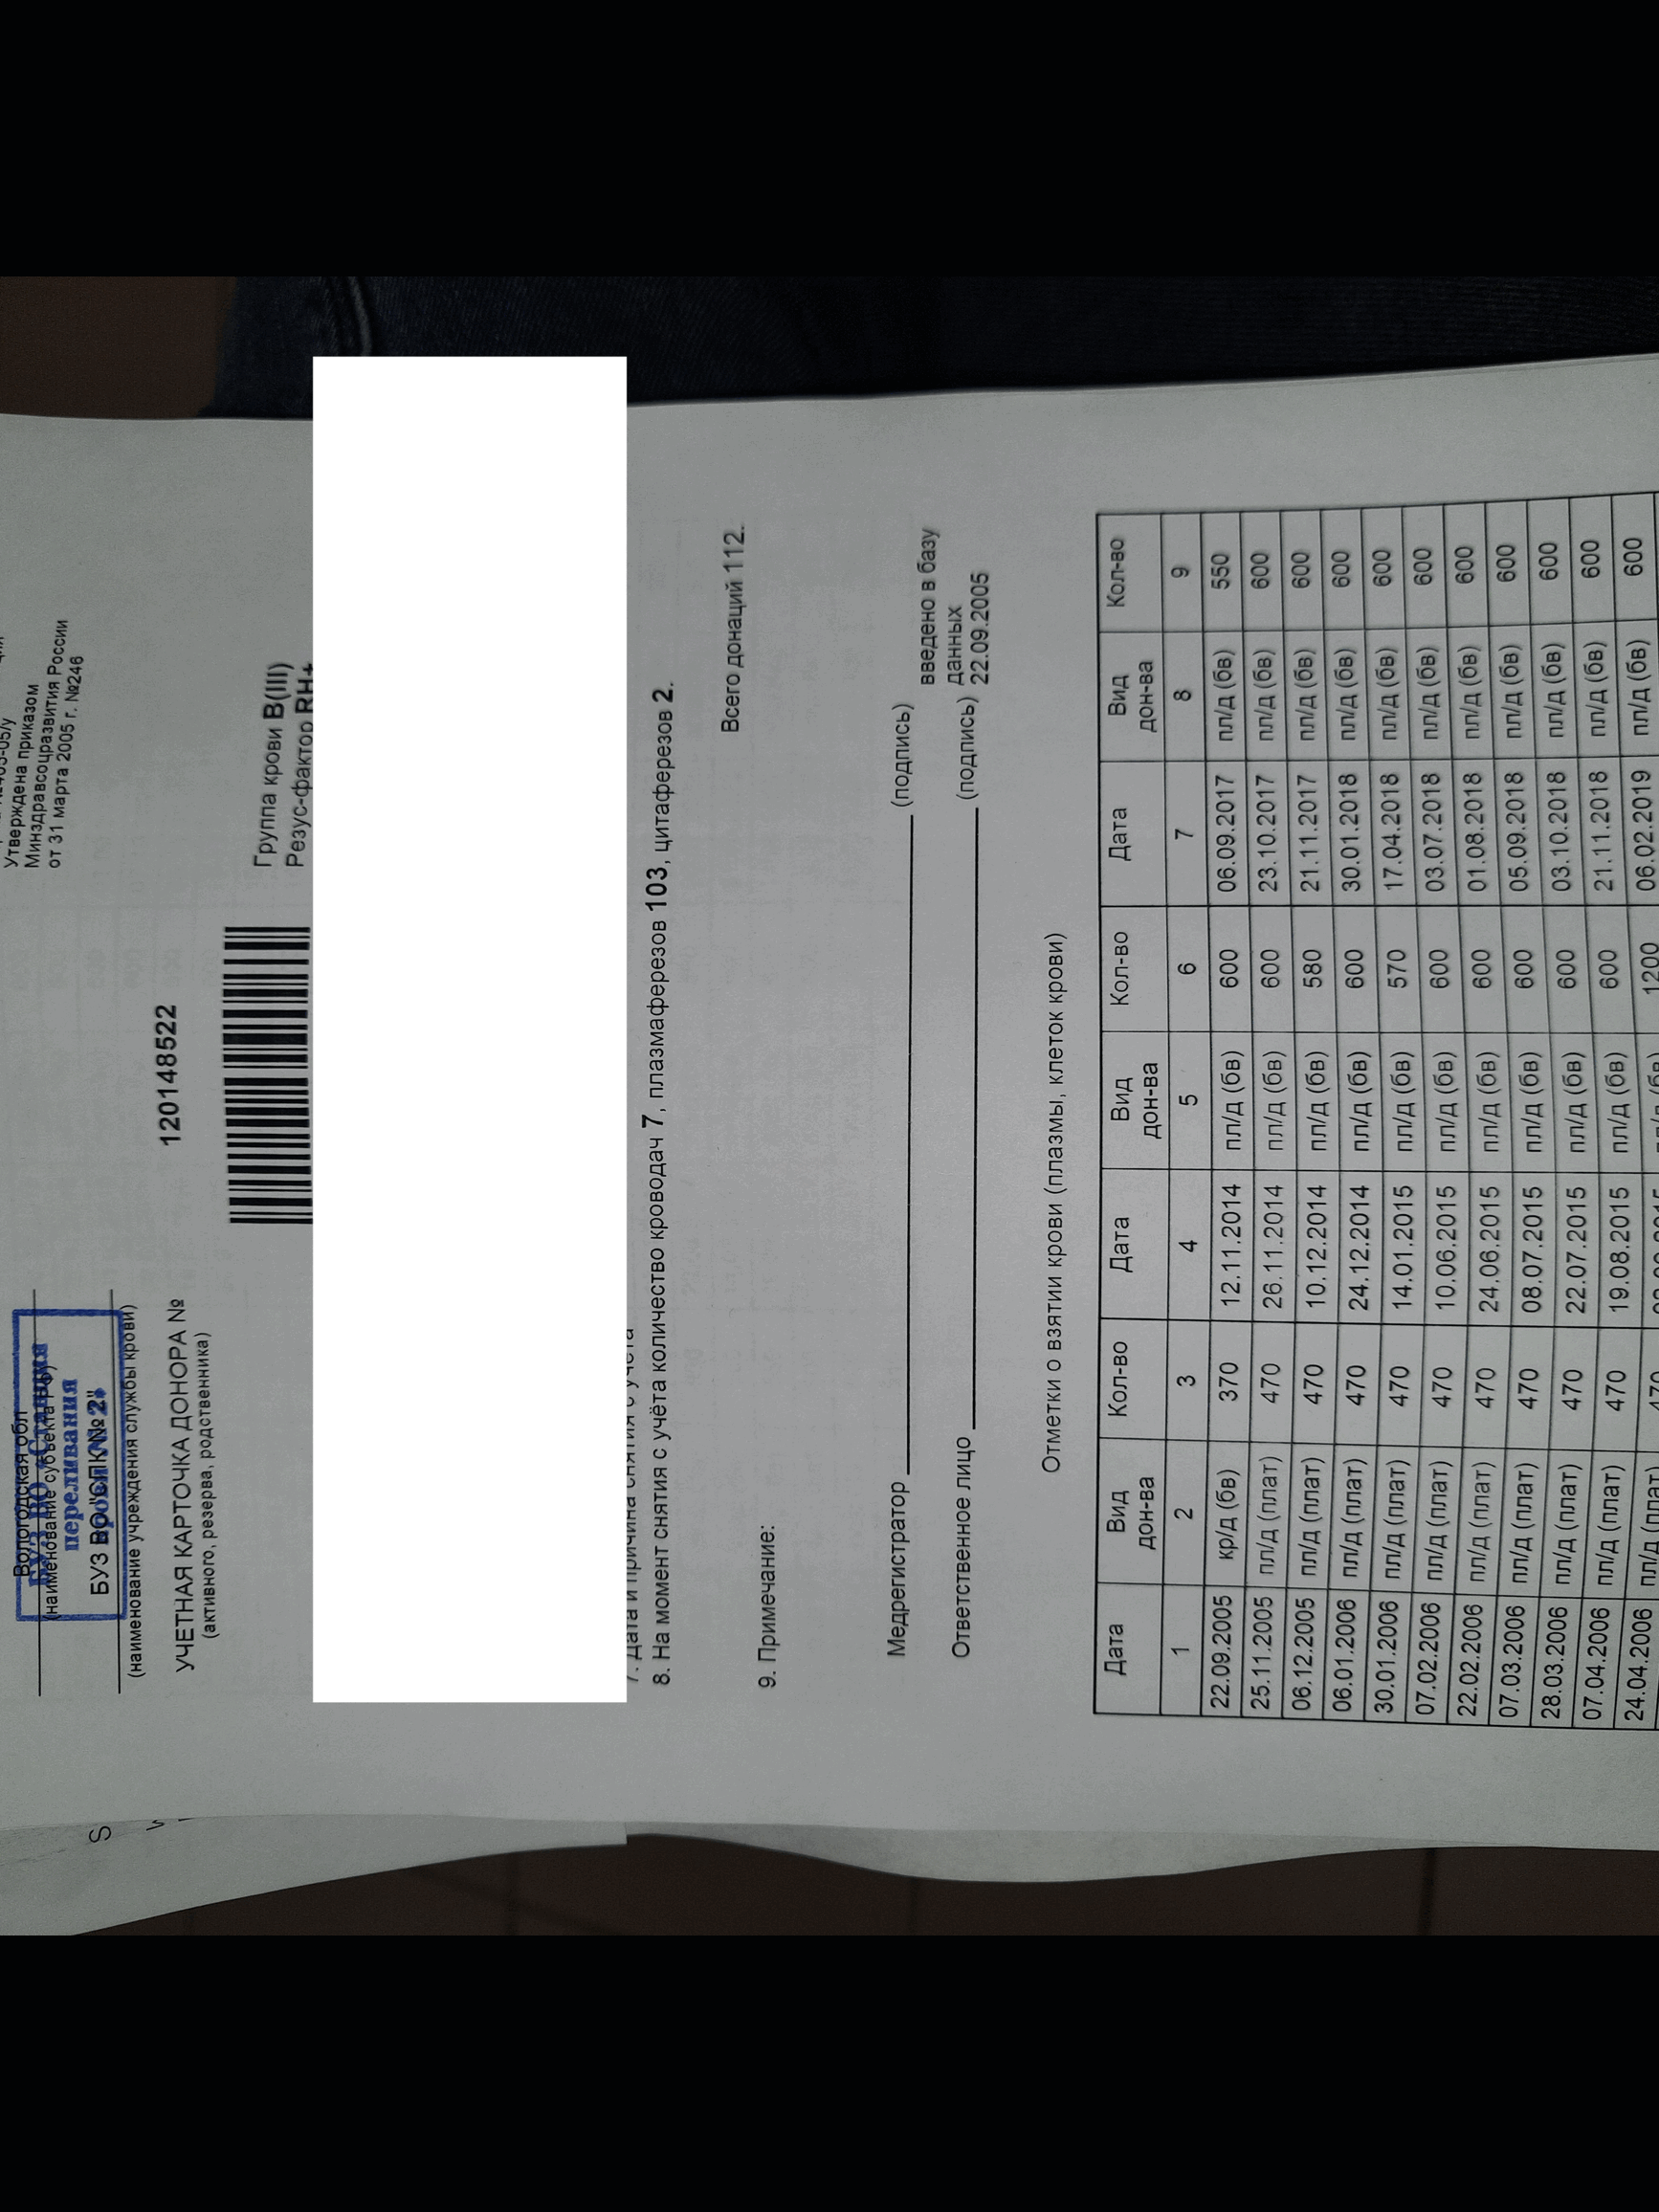 Вологодская обл
(наименование субъекта РФ)
БУЗ ВО «Станция
переливания
БУЗ ВО "СПК № 2"
(наименование учреждения службы крови)
Утверждена приказом
Минздравсоцразвития России
от 31 марта 2005 г. №246
УЧЕТНАЯ КАРТОЧКА ДОНОРА № 120148522
(активного, резерва, родственника)
Группа крови B(III)
Резус-фактор RH+
7. Дата и причина снятия с учёта
8. На момент снятия с учёта количество кроводач 7, плазмаферезов 103, цитаферезов 2.
Всего донаций 112.
9. Примечание:
Медрегистратор (подпись)
введено в базу
данных
22.09.2005
Ответственное лицо (подпись)
Отметки о взятии крови (плазмы, клеток крови)
Дата Вид дон-ва Кол-во Дата Вид дон-ва Кол-во Дата Вид дон-ва Кол-во
1 2 3 4 5 6 7 8 9
22.09.2005 кр/д (бв) 370 12.11.2014 пл/д (бв) 600 06.09.2017 пл/д (бв) 550
25.11.2005 пл/д (плат) 470 26.11.2014 пл/д (бв) 600 23.10.2017 пл/д (бв) 600
06.12.2005 пл/д (плат) 470 10.12.2014 пл/д (бв) 580 21.11.2017 пл/д (бв) 600
06.01.2006 пл/д (плат) 470 24.12.2014 пл/д (бв) 600 30.01.2018 пл/д (бв) 600
30.01.2006 пл/д (плат) 470 14.01.2015 пл/д (бв) 570 17.04.2018 пл/д (бв) 600
07.02.2006 пл/д (плат) 470 10.06.2015 пл/д (бв) 600 03.07.2018 пл/д (бв) 600
22.02.2006 пл/д (плат) 470 24.06.2015 пл/д (бв) 600 01.08.2018 пл/д (бв) 600
07.03.2006 пл/д (плат) 470 08.07.2015 пл/д (бв) 600 05.09.2018 пл/д (бв) 600
28.03.2006 пл/д (плат) 470 22.07.2015 пл/д (бв) 600 03.10.2018 пл/д (бв) 600
07.04.2006 пл/д (плат) 470 19.08.2015 пл/д (бв) 600 21.11.2018 пл/д (бв) 600
24.04.2006 пл/д (плат) 470 пл/д (бв) 1200 06.02.2019 пл/д (бв) 600